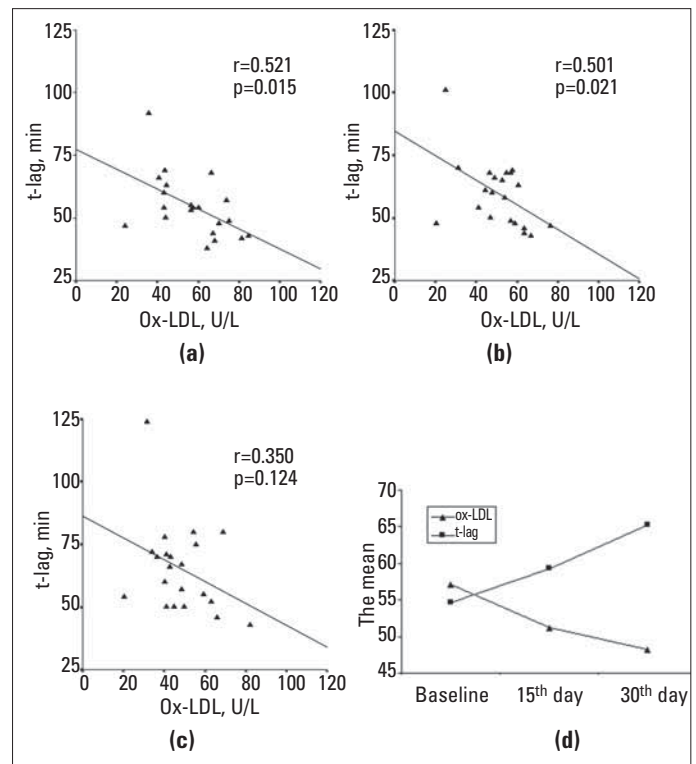 (a)
r=0.521
p=0.015
t-lag, min
125
100
75
50
25
0 20 40 60 80 100 120
Ox-LDL, U/L
(b)
r=0.501
p=0.021
t-lag, min
125
100
75
50
25
0 20 40 60 80 100 120
Ox-LDL, U/L
(a)
(b)
r=0.350
p=0.124
t-lag, min
125
100
75
50
25
0 20 40 60 80 100 120
Ox-LDL, U/L
(c)
The mean
70
65
60
55
50
45
ox-LDL
t-lag
Baseline 15th day 30th day
(d)